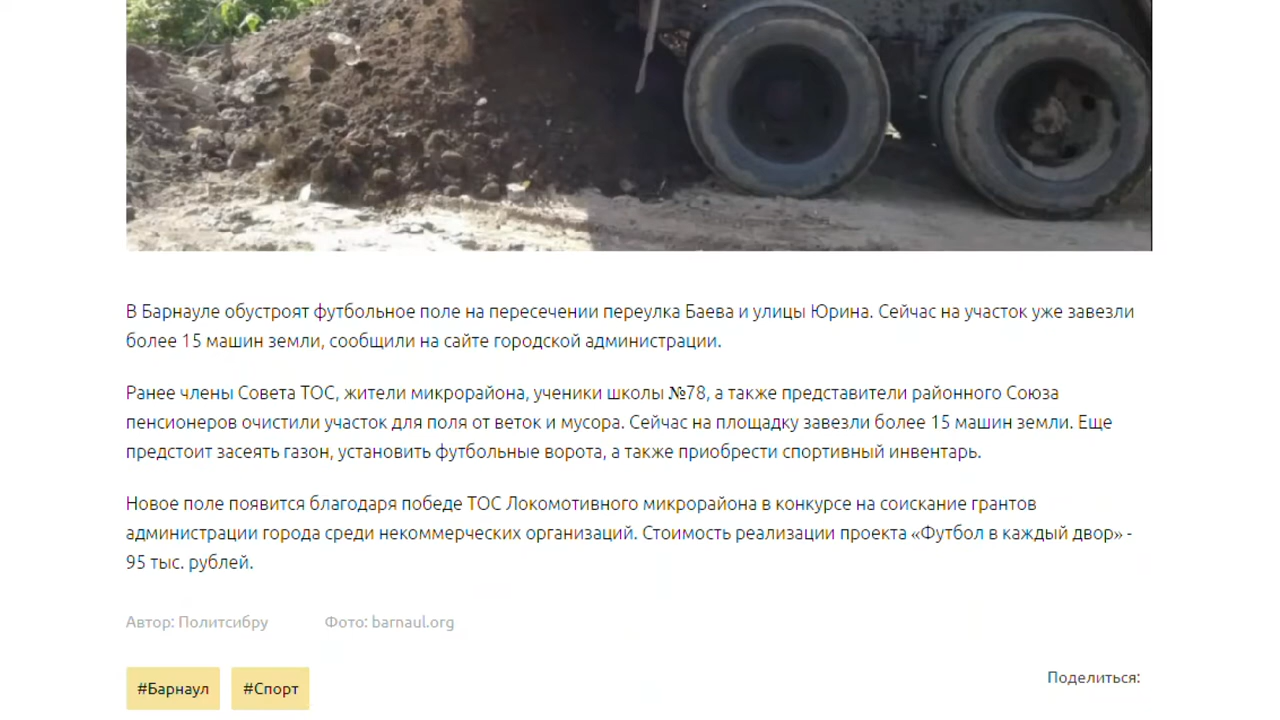 В Барнауле обустроят футбольное поле на пересечении переулка Баева и улицы Юрина. Сейчас на участок уже завезли
более 15 машин земли, сообщили на сайте городской администрации.
Ранее члены Совета ТОС, жители микрорайона, ученики школы №78, а также представители районного Союза
пенсионеров очистили участок для поля от веток и мусора. Сейчас на площадку завезли более 15 машин земли. Еще
предстоит засеять газон, установить футбольные ворота, а также приобрести спортивный инвентарь.
Новое поле появится благодаря победе ТОС Локомотивного микрорайона в конкурсе на соискание грантов
администрации города среди некоммерческих организаций. Стоимость реализации проекта «Футбол в каждый двор» -
95 тыс. рублей.
Автор: Политсибру Фото: barnaul.org
#Барнаул #Спорт Поделиться: